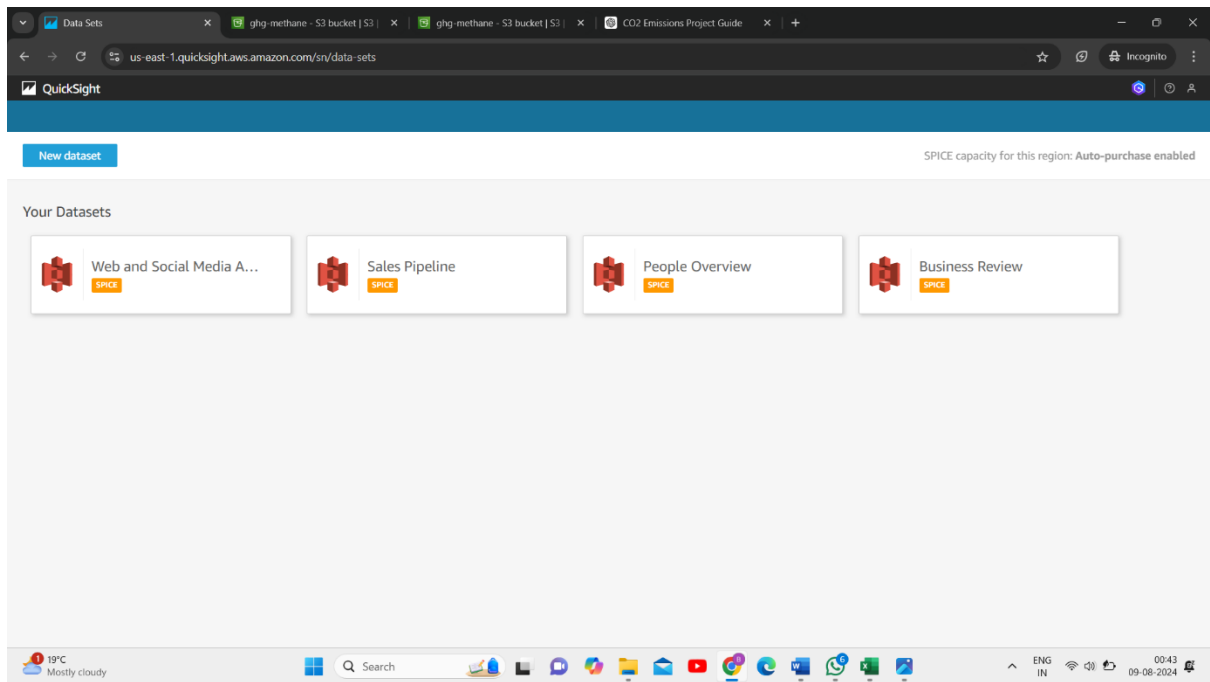 Data Sets
ghg-methane - S3 bucket | S3 |
ghg-methane - S3 bucket | S3 |
CO2 Emissions Project Guide
us-east-1.quicksight.aws.amazon.com/sn/data-sets
Incognito
QuickSight
New dataset
SPICE capacity for this region: Auto-purchase enabled
Your Datasets
Web and Social Media A...
SPICE
Sales Pipeline
SPICE
People Overview
SPICE
Business Review
SPICE
1
19°C
Mostly cloudy
Search
6
ENG
IN
00:43
09-08-2024